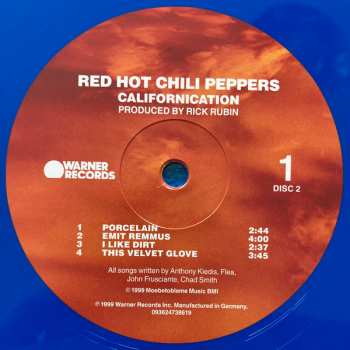 RED HOT CHILI PEPPERS
CALIFORNICATION
PRODUCED BY RICK RUBIN
WARNER
RECORDS
1
DISC 2
1 PORCELAIN 2:44
2 EMIT REMMUS 4:00
3 I LIKE DIRT 2:37
4 THIS VELVET GLOVE 3:45
All songs written by Anthony Kiedis, Flea,
John Frusciante, Chad Smith
© 1999 Moebetoblame Music BMI
℗ 1999 Warner Records Inc. Manufactured in Germany.
093624738619